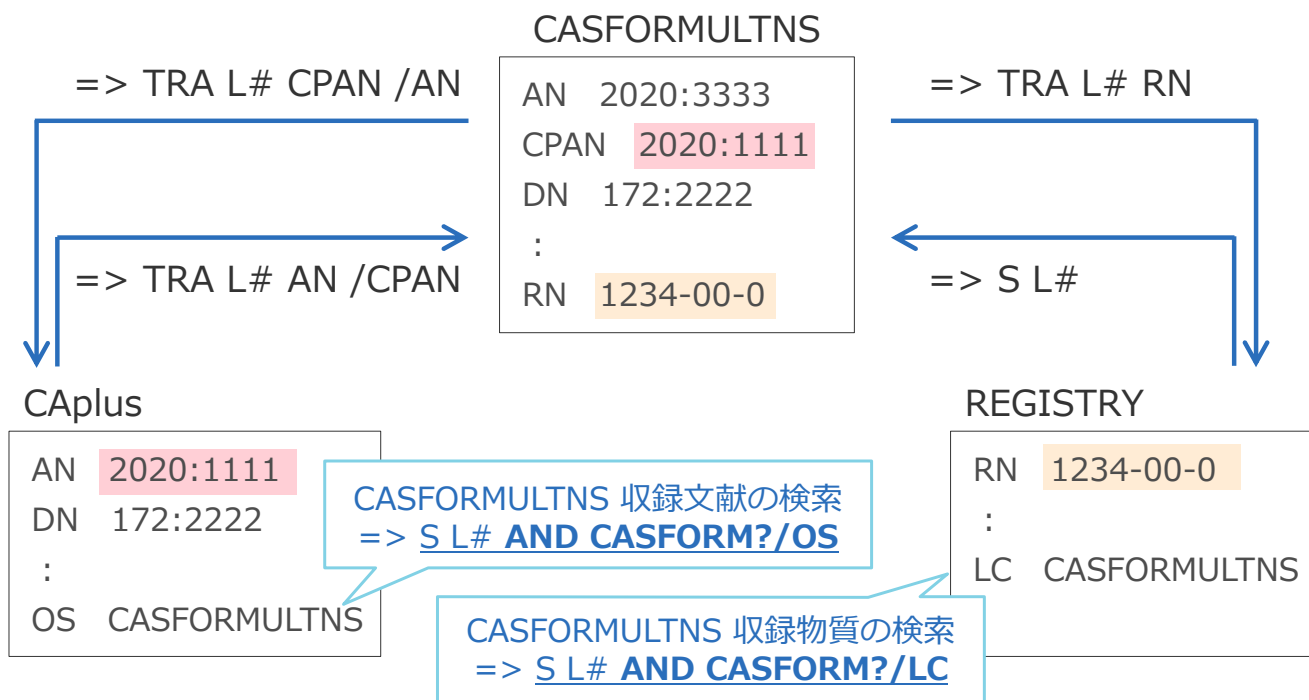 CASFORMULTNS
=> TRA L# CPAN /AN
AN 2020:3333
CPAN 2020:1111
DN 172:2222
:
RN 1234-00-0
=> TRA L# RN
=> TRA L# AN /CPAN
=> S L#
CAplus
AN 2020:1111
DN 172:2222
:
OS CASFORMULTNS
CASFORMULTNS 収録文献の検索
=> S L# AND CASFORM?/OS
REGISTRY
RN 1234-00-0
:
LC CASFORMULTNS
CASFORMULTNS 収録物質の検索
=> S L# AND CASFORM?/LC